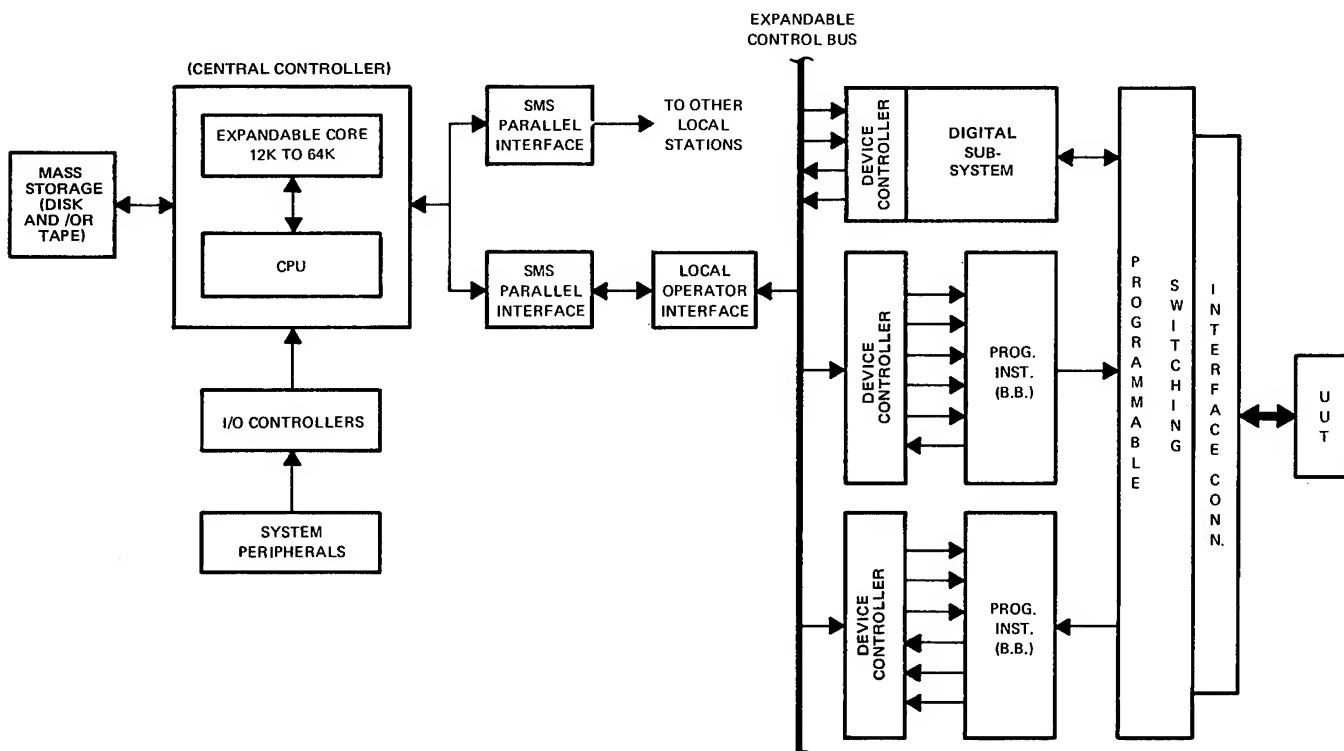 EXPANDABLE
CONTROL BUS
(CENTRAL CONTROLLER)
EXPANDABLE CORE
12K TO 64K
CPU
MASS
STORAGE
(DISK
AND /OR
TAPE)
I/O CONTROLLERS
SYSTEM
PERIPHERALS
SMS
PARALLEL
INTERFACE
TO OTHER
LOCAL
STATIONS
SMS
PARALLEL
INTERFACE
LOCAL
OPERATOR
INTERFACE
DEVICE
CONTROLLER
DIGITAL
SUB-
SYSTEM
DEVICE
CONTROLLER
PROG.
INST.
(B.B.)
DEVICE
CONTROLLER
PROG.
INST.
(B.B.)
PROGRAMMABLE
SWITCHING
INTERFACE CONN.
UUT